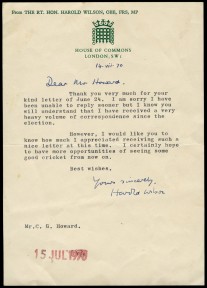 From THE RT. HON. HAROLD WILSON, OBE, FRS, MP
HOUSE OF COMMONS
LONDON, SW1
14. vii 70
Dear Mr Howard,
Thank you very much for your
kind letter of June 24. I am sorry I have
been unable to reply sooner but I know you
will understand that I have received a very
heavy volume of correspondence since the
election.
However, I would like you to
know how much I appreciated receiving such a
nice letter at this time. I certainly hope
to have more opportunities of seeing some
good cricket from now on.
Best wishes,
Yours sincerely,
Harold Wilson
Mr.C. G. Howard.
15 JUL 1970